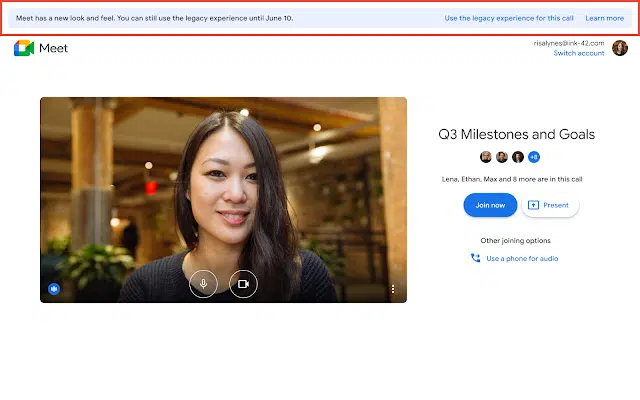 Meet has a new look and feel. You can still use the legacy experience until June 10. Use the legacy experience for this call Learn more
Meet
risalynes@ink-42.com
Switch account
Q3 Milestones and Goals
+8
Lena, Ethan, Max and 8 more are in this call
Join now Present
Other joining options
Use a phone for audio